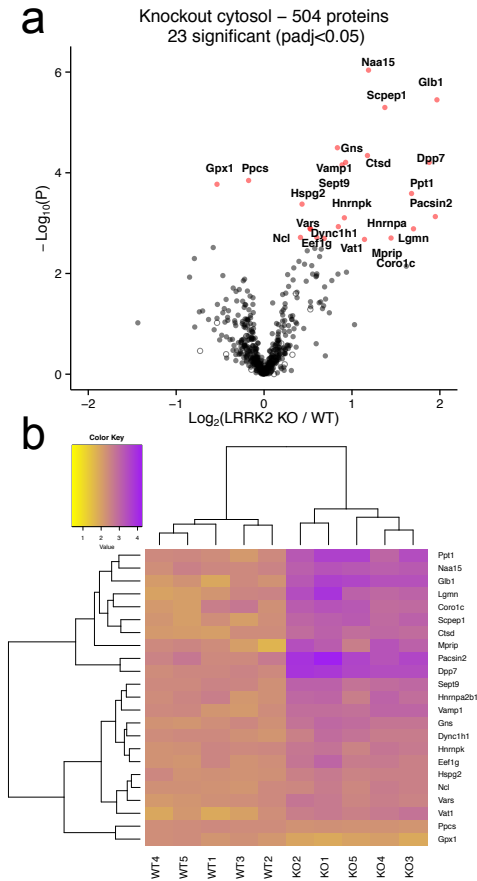 a
Knockout cytosol – 504 proteins
23 significant (padj<0.05)
Naa15
Glb1
Scpep1
Gns
Ctsd
Dpp7
Gpx1
Ppcs
Vamp1
Sept9
Ppt1
Hspg2
Hnrnpk
Pacsin2
Vars
Dync1h1
Hnrnpa
Ncl
Eef1g
Vat1
Lgmn
Mprip
Coro1c
6
4
2
0
− Log10(P)
−2
−1
0
1
2
Log2(LRRK2 KO / WT)
b
Color Key
1
2
3
4
Value
Ppt1
Naa15
Glb1
Lgmn
Coro1c
Scpep1
Ctsd
Mprip
Pacsin2
Dpp7
Sept9
Hnrnpa2b1
Vamp1
Gns
Dync1h1
Hnrnpk
Eef1g
Hspg2
Ncl
Vars
Vat1
Ppcs
Gpx1
WT4
WT5
WT1
WT3
WT2
KO2
KO1
KO5
KO4
KO3